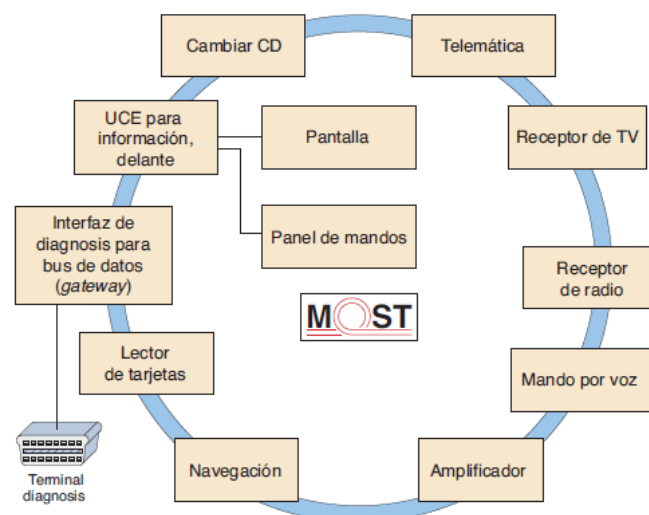 Cambiar CD
Telemática
UCE para
información,
delante
Pantalla
Receptor de TV
Interfaz de
diagnosis para
bus de datos
(gateway)
Panel de mandos
Receptor
de radio
MOST
Lector
de tarjetas
Mando por voz
Navegación
Amplificador
Terminal
diagnosis